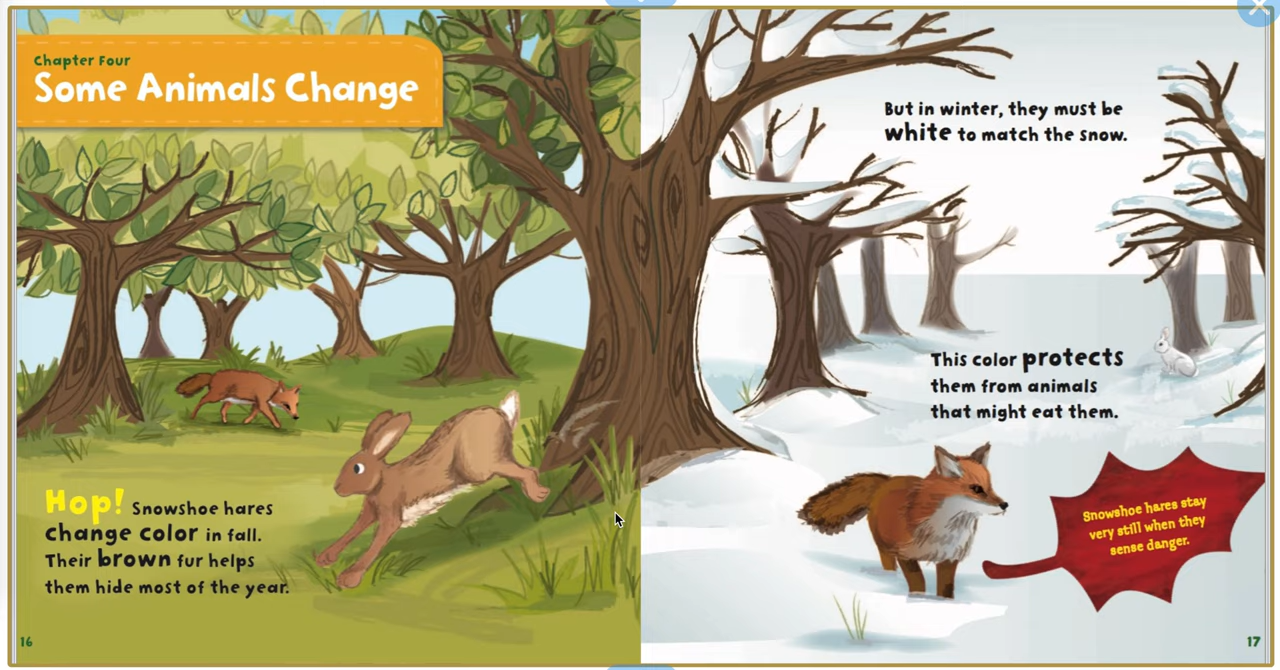 Chapter Four
Some Animals Change
Hop! Snowshoe hares
change color in fall.
Their brown fur helps
them hide most of the year.
16
But in winter, they must be
white to match the snow.
This color protects
them from animals
that might eat them.
Snowshoe hares stay
very still when they
sense danger.
17